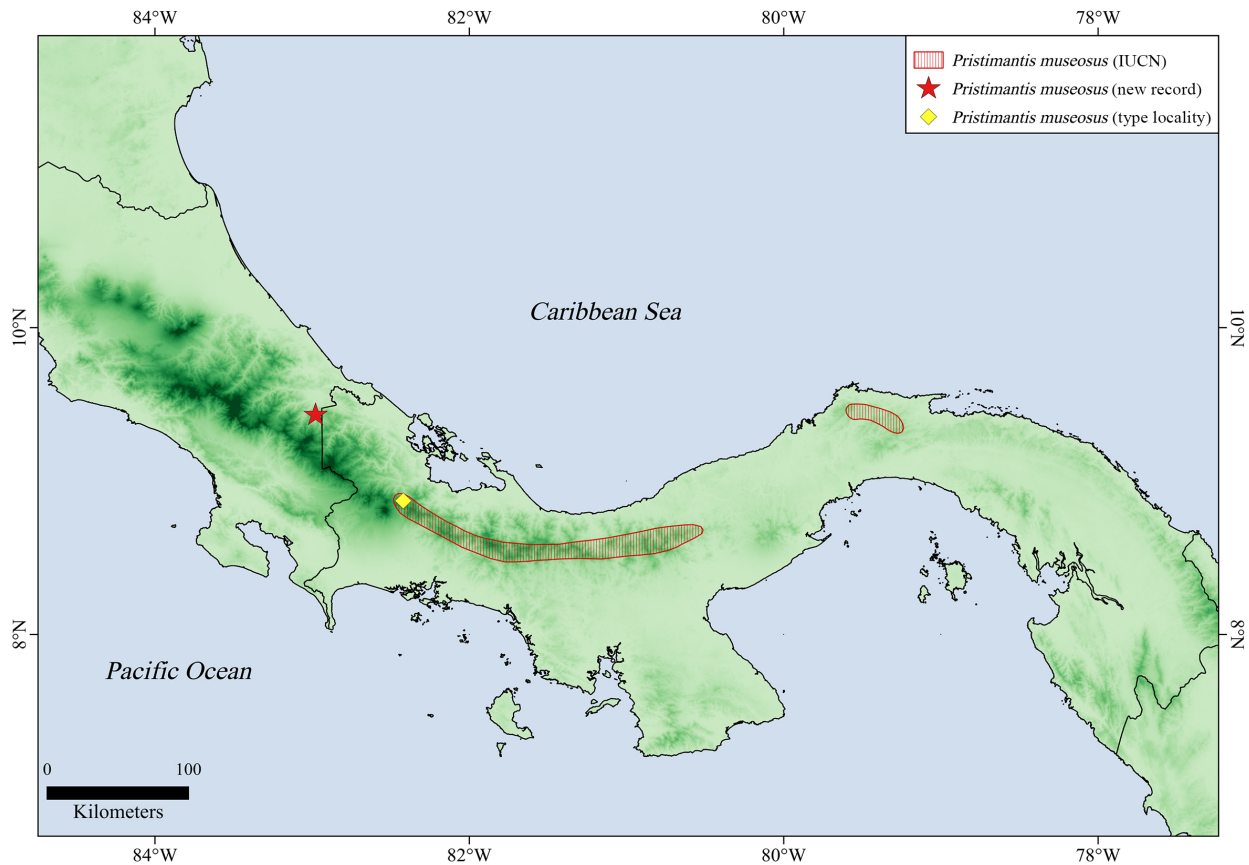 84°W 82°W 80°W 78°W
Pristimantis museosus (IUCN)
Pristimantis museosus (new record)
Pristimantis museosus (type locality)
Caribbean Sea
10°N 10°N
8°N 8°N
Pacific Ocean
0 100
Kilometers
84°W 82°W 80°W 78°W